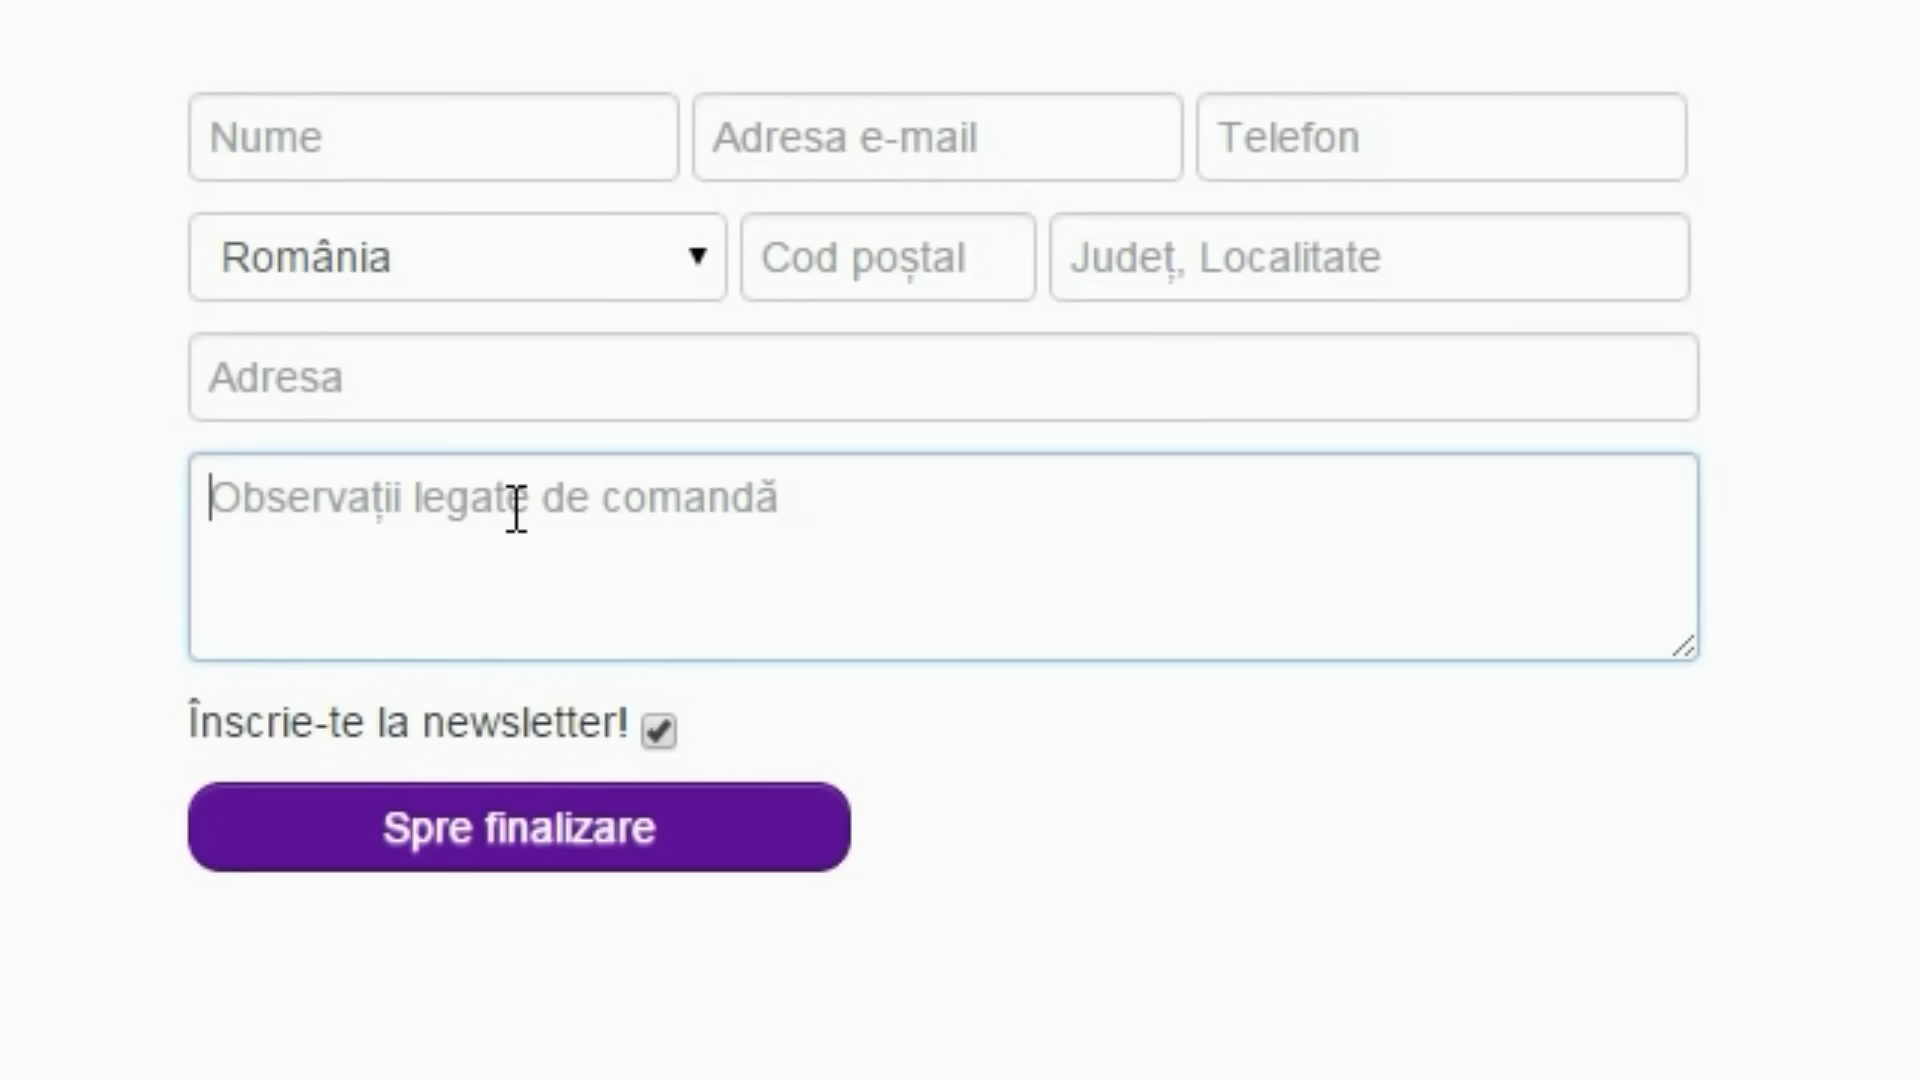 Nume Adresa e-mail Telefon
România Cod poștal Județ, Localitate
Adresa
Observații legate de comandă
Înscrie-te la newsletter!
Spre finalizare